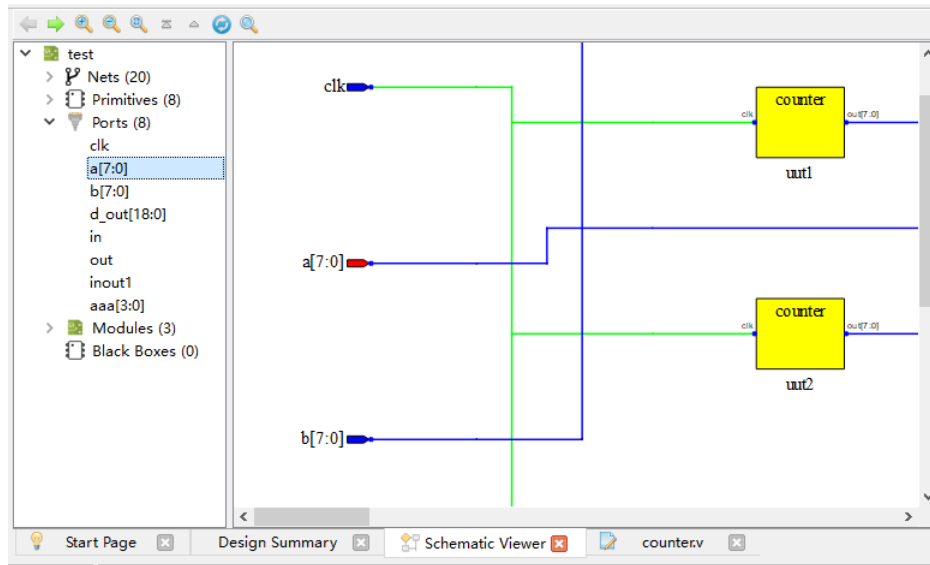 test
Nets (20)
Primitives (8)
Ports (8)
clk
a[7:0]
b[7:0]
d_out[18:0]
in
out
inout1
aaa[3:0]
Modules (3)
Black Boxes (0)
clk
counter
clk
out[7:0]
uut1
a[7:0]
counter
clk
out[7:0]
uut2
b[7:0]
Start Page
Design Summary
Schematic Viewer
counter.v